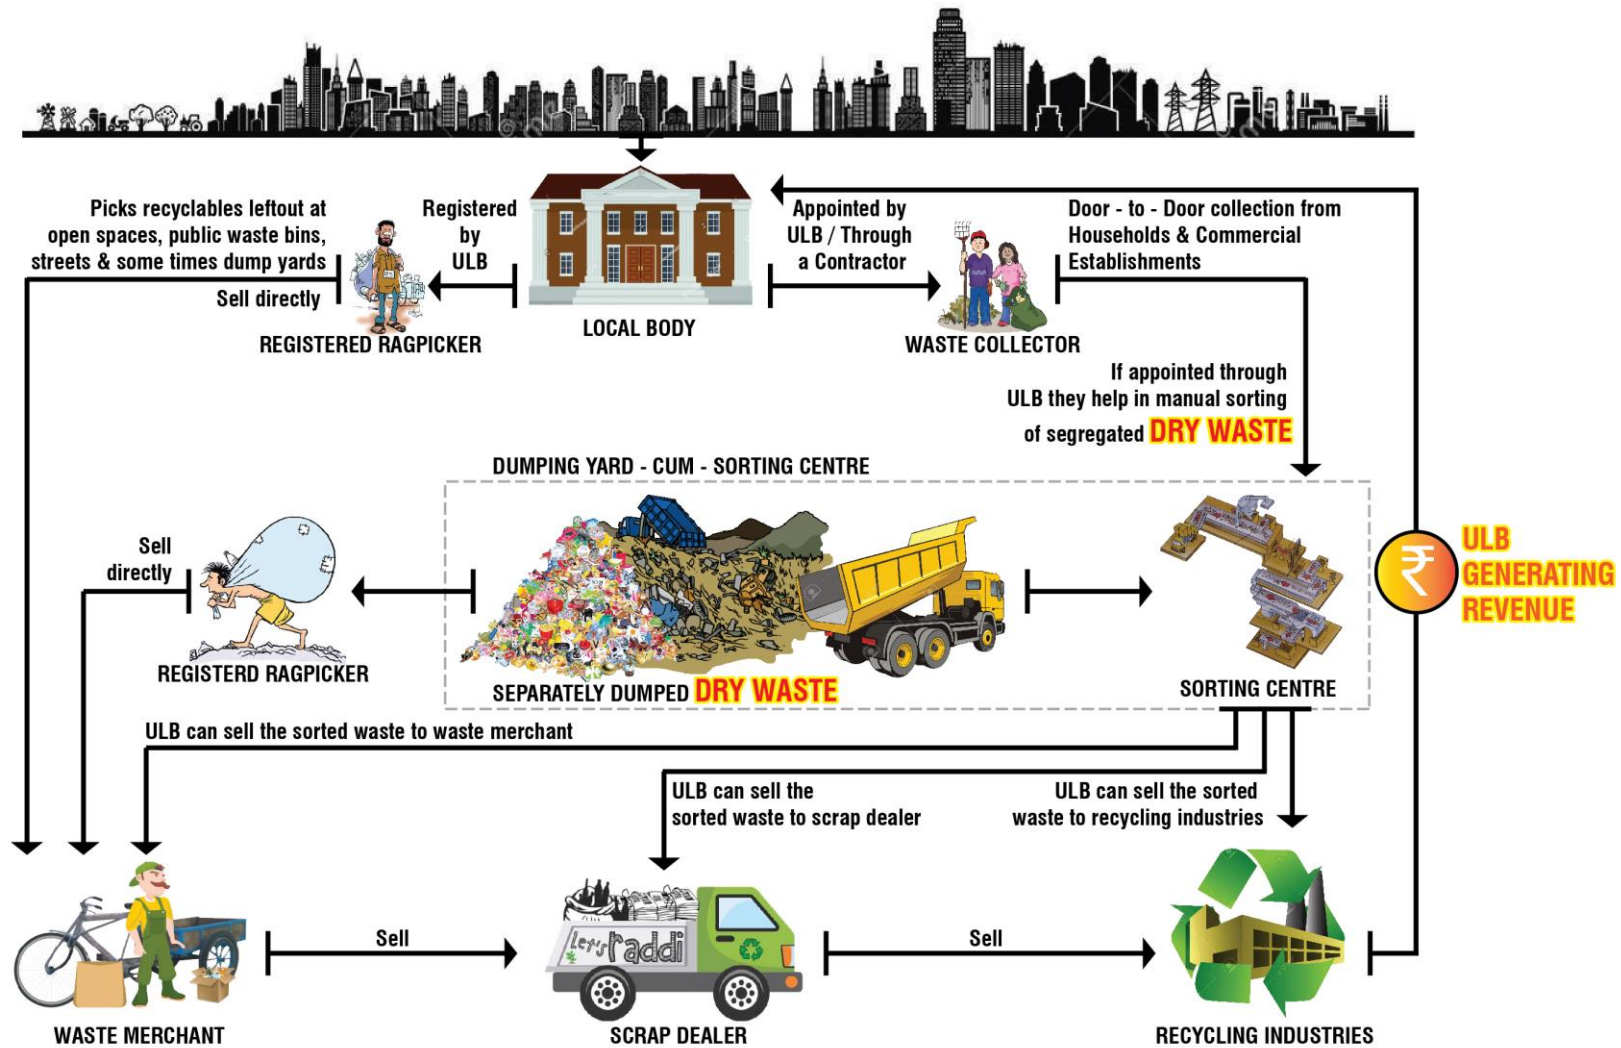 Picks recyclables leftout at
open spaces, public waste bins,
streets & some times dump yards
Sell directly
REGISTERED RAGPICKER
Registered
by
ULB
LOCAL BODY
Appointed by
ULB / Through
a Contractor
WASTE COLLECTOR
Door - to - Door collection from
Households & Commercial
Establishments
If appointed through
ULB they help in manual sorting
of segregated DRY WASTE
DUMPING YARD - CUM - SORTING CENTRE
Sell
directly
REGISTERD RAGPICKER
SEPARATELY DUMPED DRY WASTE
SORTING CENTRE
₹
ULB
GENERATING
REVENUE
ULB can sell the sorted waste to waste merchant
ULB can sell the
sorted waste to scrap dealer
ULB can sell the sorted
waste to recycling industries
Sell
Let's raddi
Sell
WASTE MERCHANT
SCRAP DEALER
RECYCLING INDUSTRIES